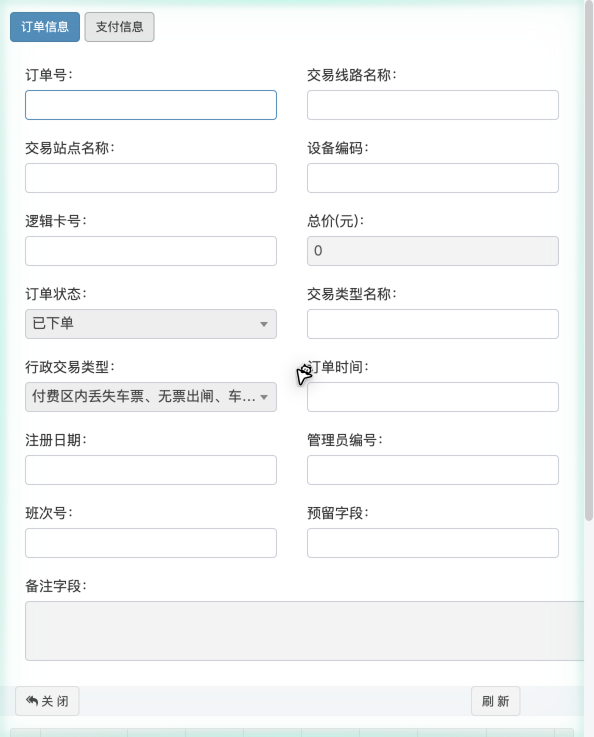 订单信息 支付信息
订单号: 交易线路名称:
交易站点名称: 设备编码:
逻辑卡号: 总价(元):
0
订单状态: 交易类型名称:
已下单
行政交易类型: 订单时间:
付费区内丢失车票、无票出闸、车...
注册日期: 管理员编号:
班次号: 预留字段:
备注字段:
关 闭 刷 新